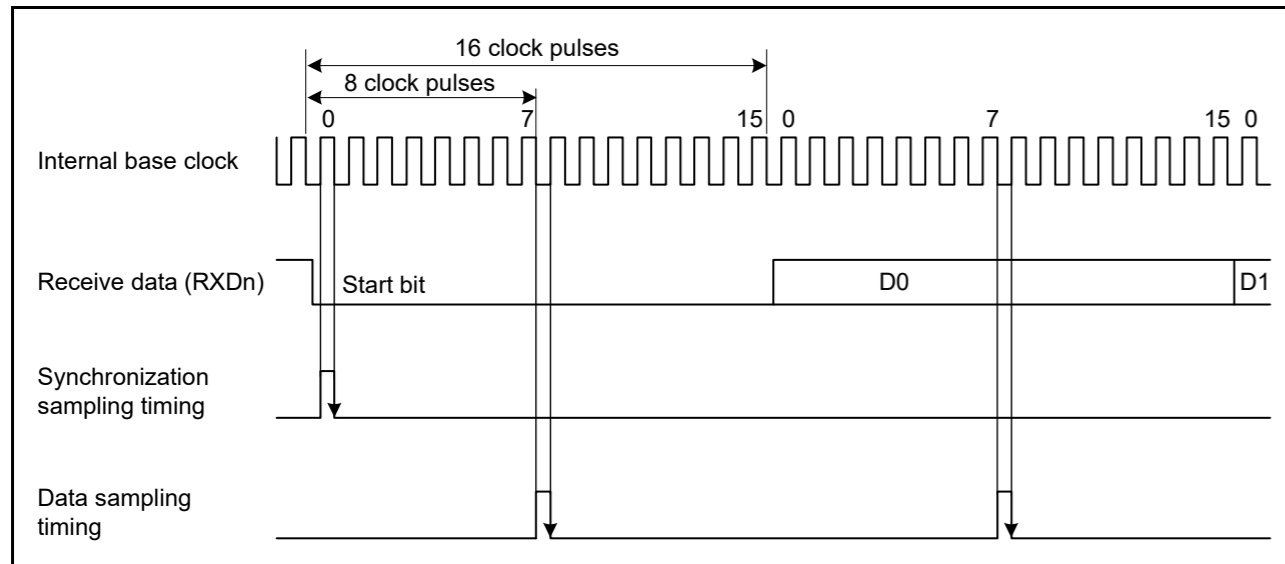 16 clock pulses
8 clock pulses
0 7 15 0 7 15 0
Internal base clock
Receive data (RXDn) Start bit D0 D1
Synchronization
sampling timing
Data sampling
timing